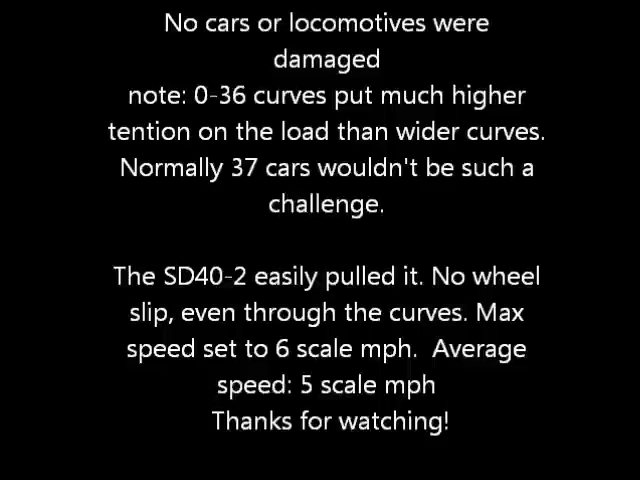 No cars or locomotives were
damaged
note: 0-36 curves put much higher
tention on the load than wider curves.
Normally 37 cars wouldn't be such a
challenge.
The SD40-2 easily pulled it. No wheel
slip, even through the curves. Max
speed set to 6 scale mph.  Average
speed: 5 scale mph
Thanks for watching!